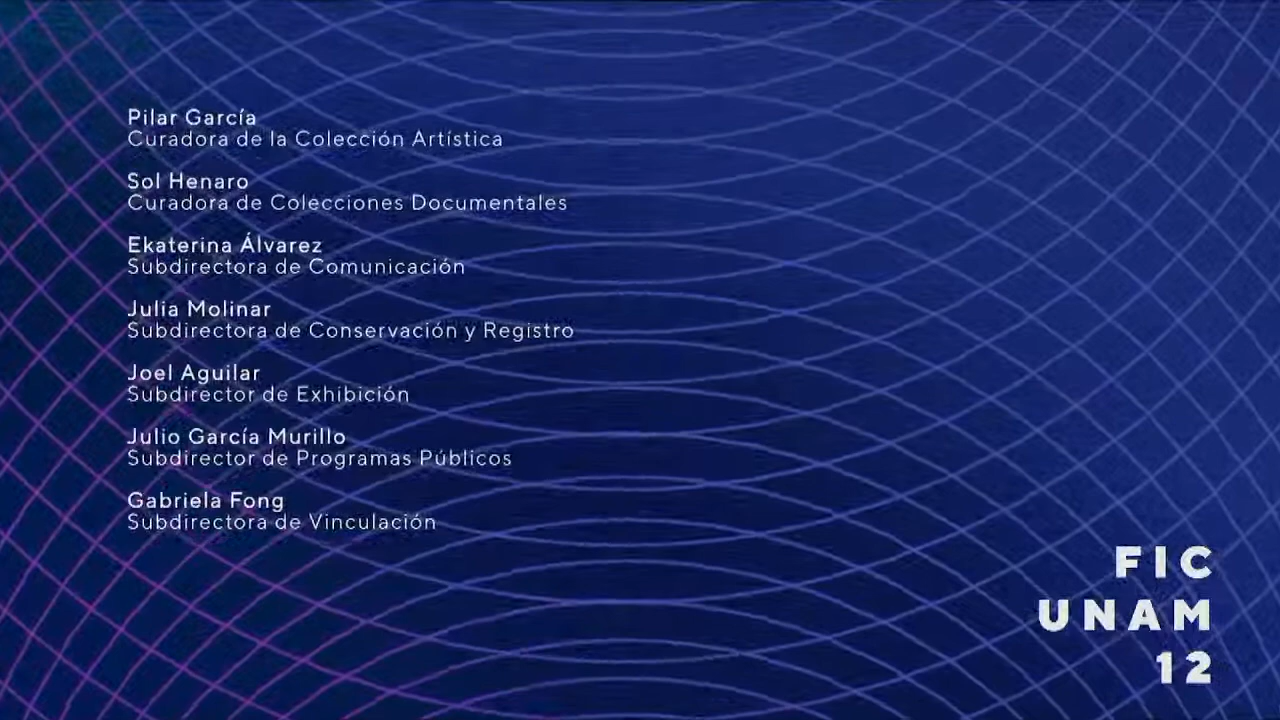 Pilar García
Curadora de la Colección Artística
Sol Henaro
Curadora de Colecciones Documentales
Ekaterina Álvarez
Subdirectora de Comunicación
Julia Molinar
Subdirectora de Conservación y Registro
Joel Aguilar
Subdirector de Exhibición
Julio García Murillo
Subdirector de Programas Públicos
Gabriela Fong
Subdirectora de Vinculación
FIC
UNAM
12